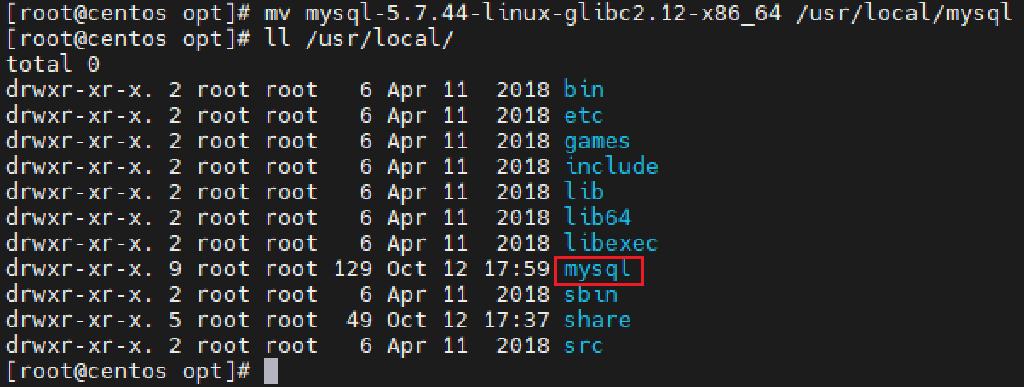 [root@centos opt]# mv mysql-5.7.44-linux-glibc2.12-x86_64 /usr/local/mysql
[root@centos opt]# ll /usr/local/
total 0
drwxr-xr-x. 2 root root   6 Apr 11  2018 bin
drwxr-xr-x. 2 root root   6 Apr 11  2018 etc
drwxr-xr-x. 2 root root   6 Apr 11  2018 games
drwxr-xr-x. 2 root root   6 Apr 11  2018 include
drwxr-xr-x. 2 root root   6 Apr 11  2018 lib
drwxr-xr-x. 2 root root   6 Apr 11  2018 lib64
drwxr-xr-x. 2 root root   6 Apr 11  2018 libexec
drwxr-xr-x. 9 root root 129 Oct 12 17:59 mysql
drwxr-xr-x. 2 root root   6 Apr 11  2018 sbin
drwxr-xr-x. 5 root root  49 Oct 12 17:37 share
drwxr-xr-x. 2 root root   6 Apr 11  2018 src
[root@centos opt]#